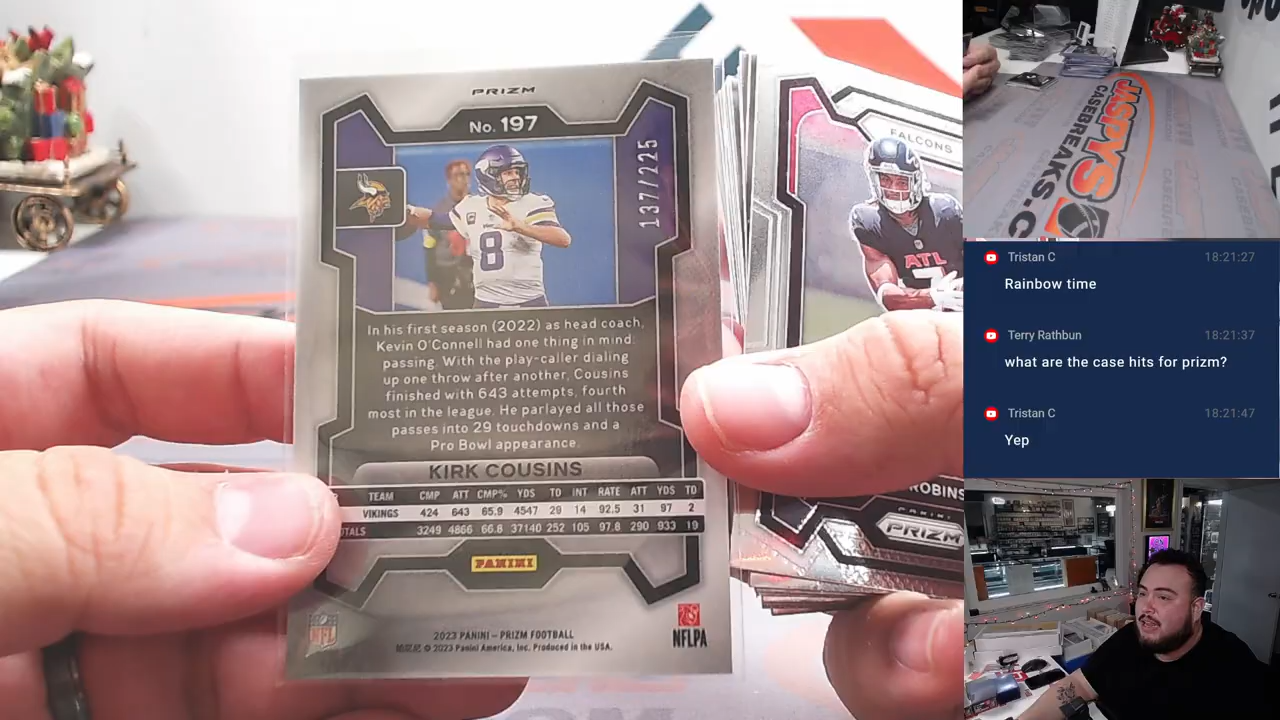 PRIZM
No. 197
137/225
In his first season (2022) as head coach,
Kevin O'Connell had one thing in mind:
passing. With the play-caller dialing
up one throw after another, Cousins
finished with 643 attempts, fourth
most in the league. He parlayed all those
passes into 29 touchdowns and a
Pro Bowl appearance.
KIRK COUSINS
TEAM CMP ATT CMP% YDS TD INT RATE ATT YDS TD
VIKINGS 424 643 65.9 4547 29 14 92.5 31 97 2
OTALS 3249 4866 66.8 37140 252 105 97.8 290 933 19
PANINI
NFL
2023 PANINI – PRIZM FOOTBALL
© 2023 Panini America, Inc. Produced in the USA.
NFLPA
8
FALCONS
ATL
ROBINS
PANINI
PRIZM
JASPYS
CASEBREAKS.C
Tristan C 18:21:27
Rainbow time
Terry Rathbun 18:21:37
what are the case hits for prizm?
Tristan C 18:21:47
Yep